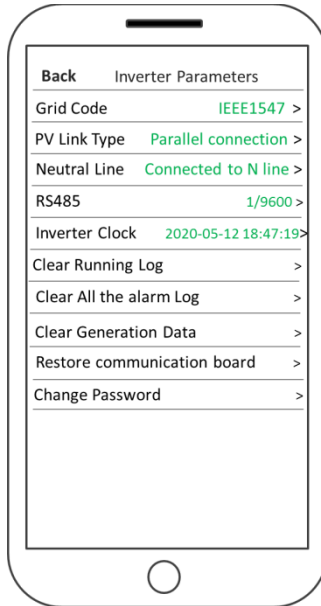 Back Inverter Parameters
Grid Code IEEE1547 >
PV Link Type Parallel connection >
Neutral Line Connected to N line >
RS485 1/9600 >
Inverter Clock 2020-05-12 18:47:19>
Clear Running Log >
Clear All the alarm Log >
Clear Generation Data >
Restore communication board >
Change Password >